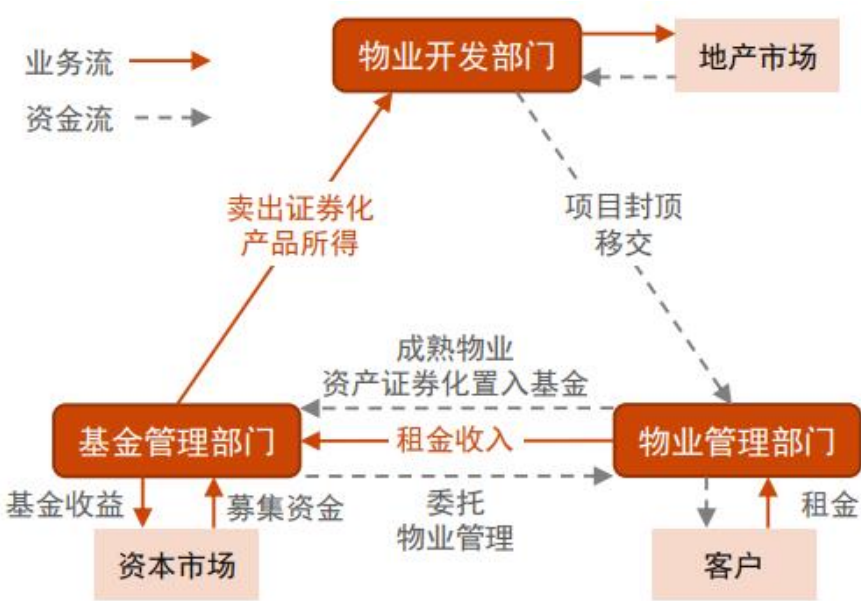 物业开发部门
地产市场
业务流
资金流
卖出证券化
产品所得
项目封顶
移交
成熟物业
资产证券化置入基金
基金管理部门
租金收入
物业管理部门
基金收益
募集资金
委托
物业管理
租金
资本市场
客户